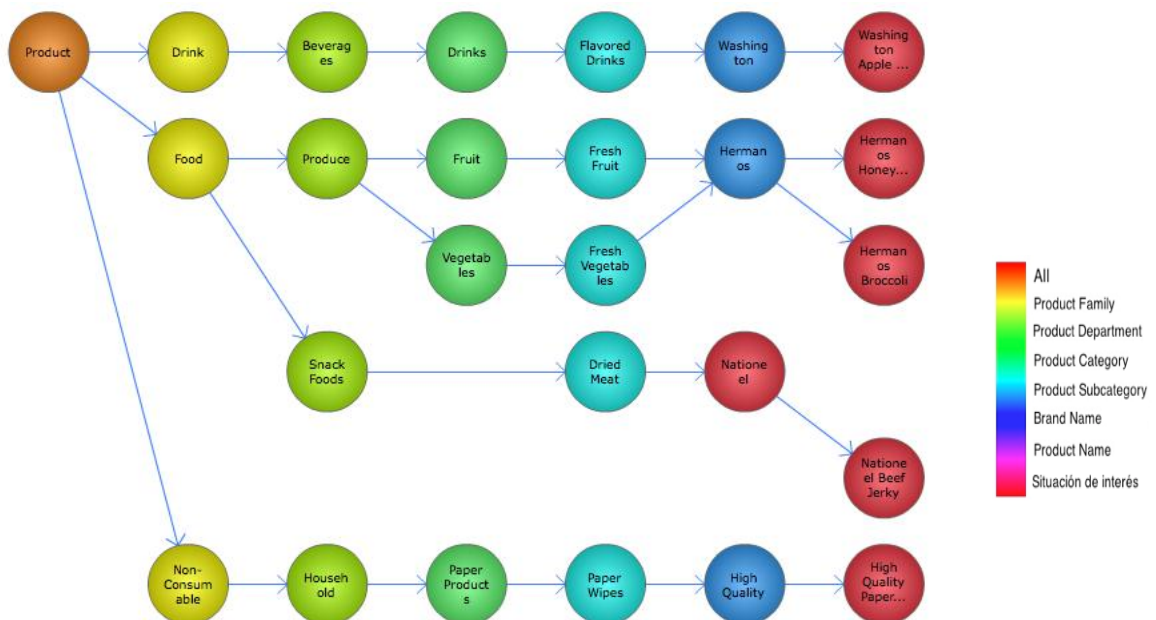 Product
Drink
Beverag
es
Drinks
Flavored
Drinks
Washing
ton
Washing
ton
Apple ...
Food
Produce
Fruit
Fresh
Fruit
Herman
os
Herman
os
Honey...
Vegetab
les
Fresh
Vegetab
les
Herman
os
Broccoli
Snack
Foods
Dried
Meat
Natione
el
Natione
el Beef
Jerky
Non-
Consum
able
Househ
old
Paper
Product
s
Paper
Wipes
High
Quality
High
Quality
Paper...
All
Product Family
Product Department
Product Category
Product Subcategory
Brand Name
Product Name
Situación de interés